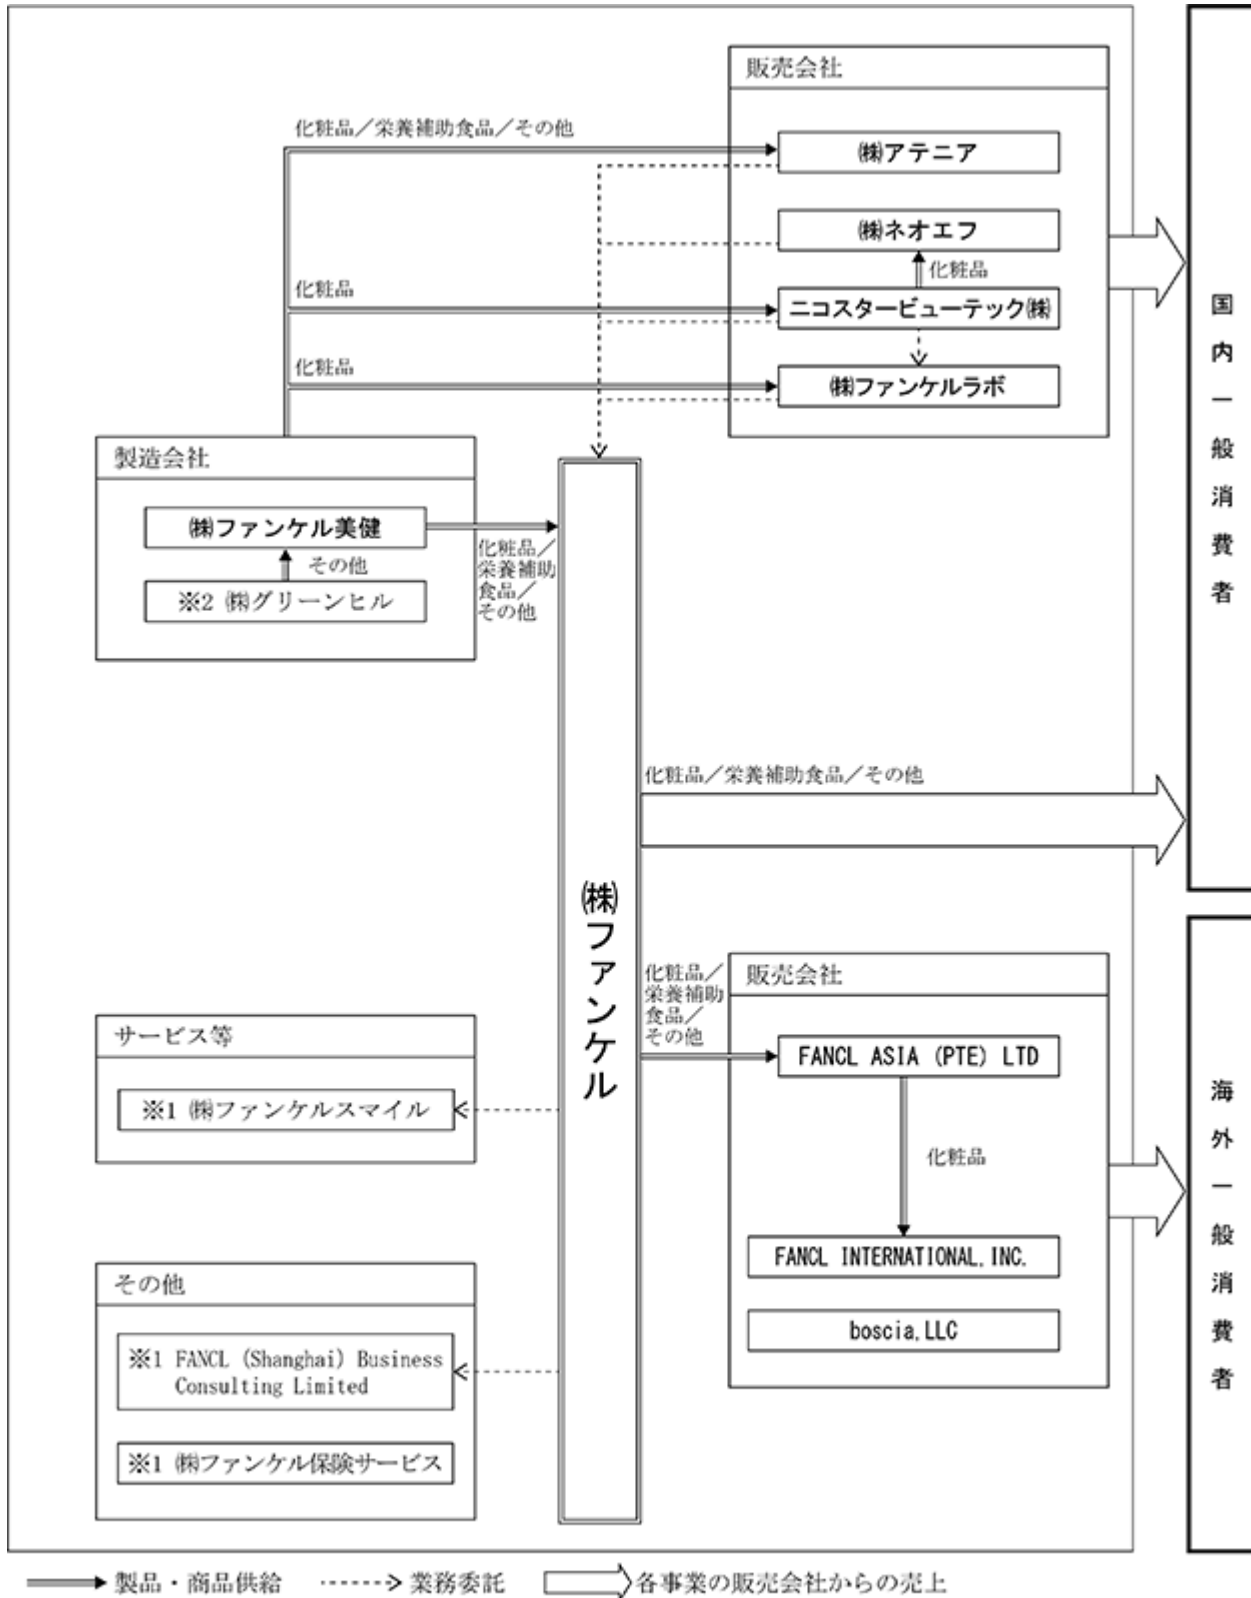 販売会社
化粧品／栄養補助食品／その他
㈱アテニア
㈱ネオエフ
化粧品
化粧品
ニコスタービューテック㈱
化粧品
㈱ファンケルラボ
国内一般消費者
製造会社
㈱ファンケル美健
その他
※2 ㈱グリーンヒル
化粧品／
栄養補助
食品／
その他
化粧品／栄養補助食品／その他
㈱ファンケル
化粧品／
栄養補助
食品／
その他
販売会社
FANCL ASIA (PTE) LTD
化粧品
FANCL INTERNATIONAL, INC.
boscia, LLC
海外一般消費者
サービス等
※1 ㈱ファンケルスマイル
その他
※1 FANCL (Shanghai) Business
Consulting Limited
※1 ㈱ファンケル保険サービス
製品・商品供給
業務委託
各事業の販売会社からの売上